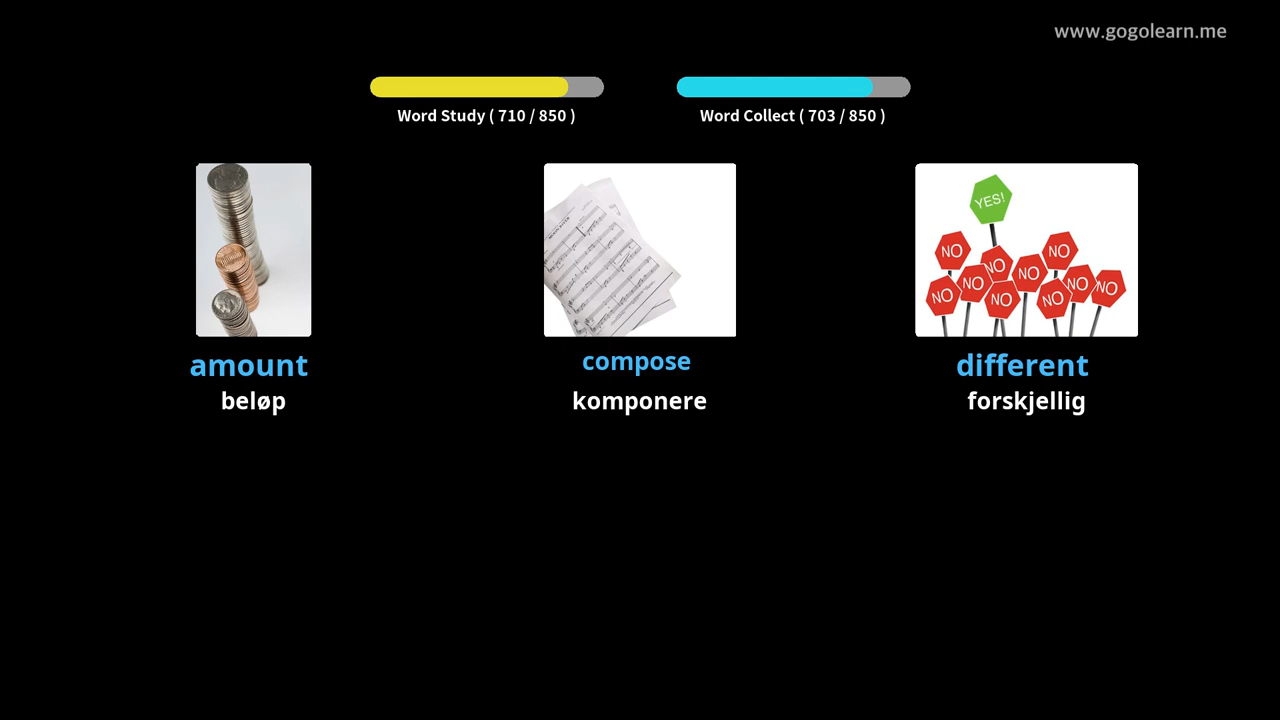 www.gogolearn.me
Word Study ( 710 / 850 )
Word Collect ( 703 / 850 )
YES!
NO
NO
NO
NO
NO
NO
NO
NO
NO
NO
amount
compose
different
beløp
komponere
forskjellig